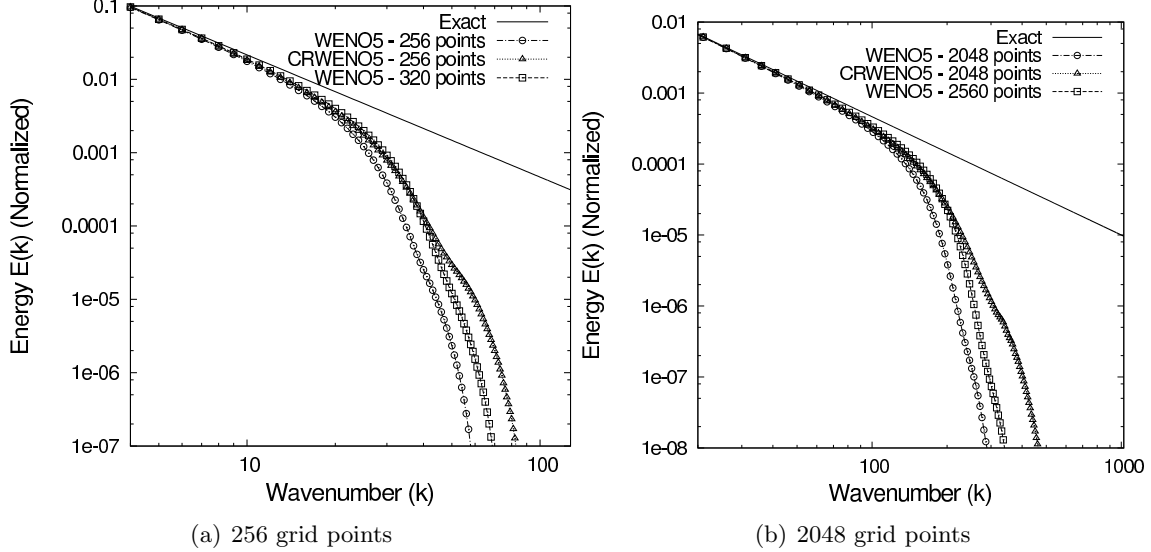 0.1
0.01
0.001
0.0001
1e-05
1e-06
1e-07
10
100
Energy E(k) (Normalized)
Wavenumber (k)
Exact
WENO5 - 256 points
CRWENO5 - 256 points
WENO5 - 320 points
(a) 256 grid points
0.01
0.001
0.0001
1e-05
1e-06
1e-07
1e-08
100
1000
Energy E(k) (Normalized)
Wavenumber (k)
Exact
WENO5 - 2048 points
CRWENO5 - 2048 points
WENO5 - 2560 points
(b) 2048 grid points